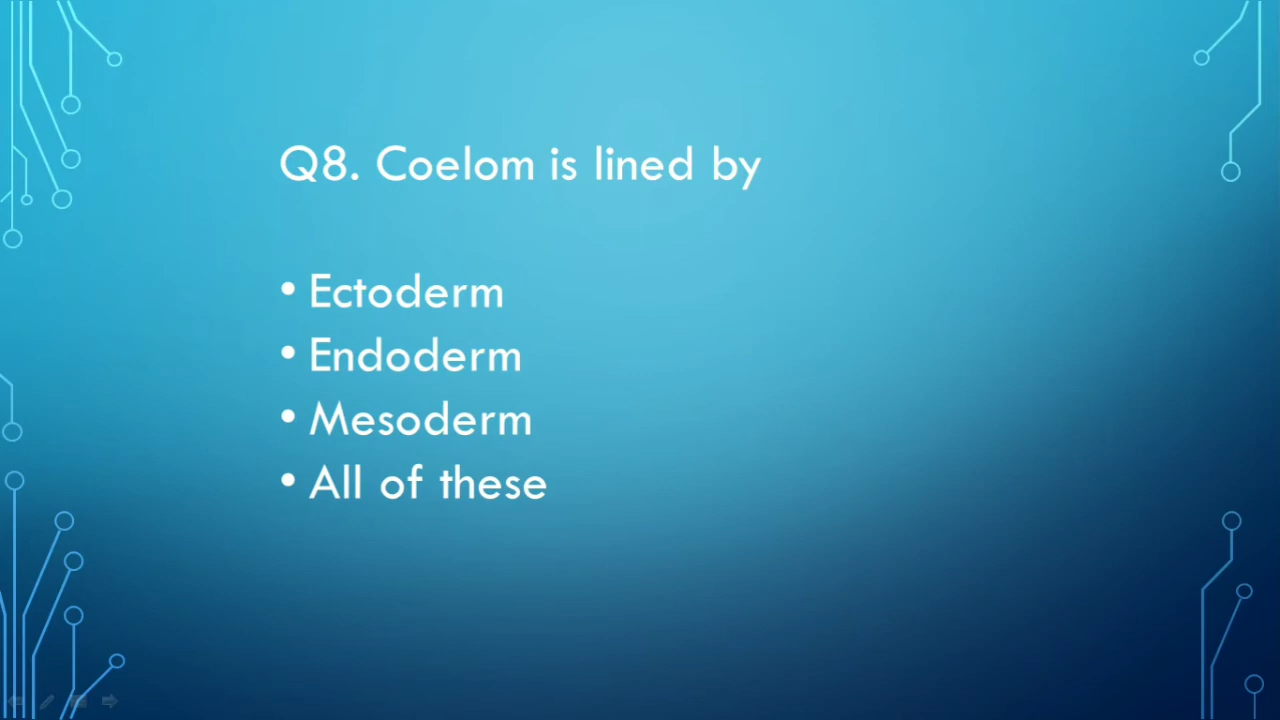 Q8. Coelom is lined by
• Ectoderm
• Endoderm
• Mesoderm
• All of these